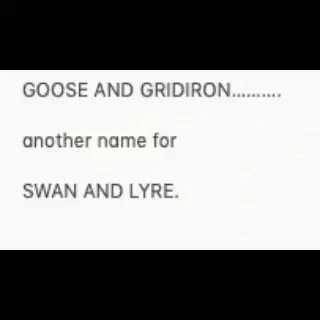 GOOSE AND GRIDIRON..........
another name for
SWAN AND LYRE.